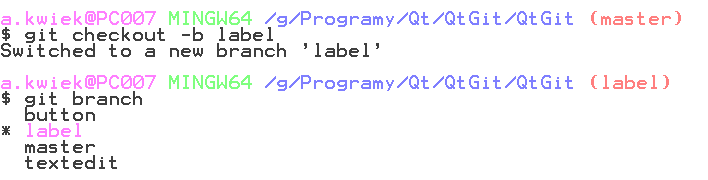 a.kwiek@PC007 MINGW64 /g/Programy/Qt/QtGit/QtGit (master)
$ git checkout -b label
Switched to a new branch 'label'
a.kwiek@PC007 MINGW64 /g/Programy/Qt/QtGit/QtGit (label)
$ git branch
  button
* label
  master
  textedit